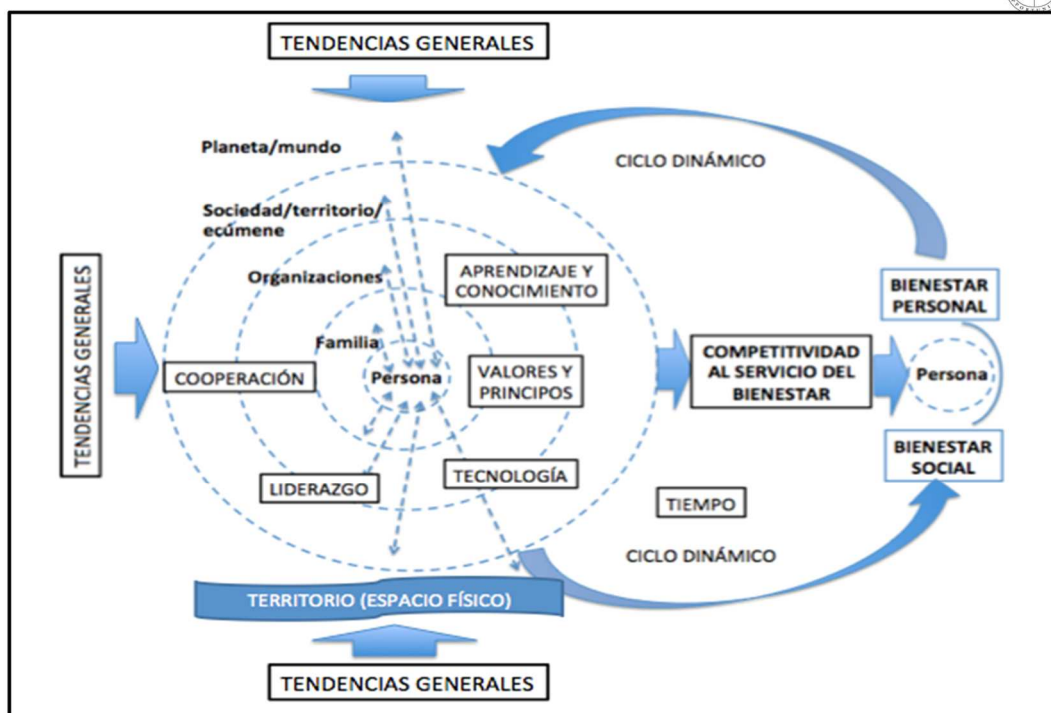 TENDENCIAS GENERALES
Planeta/mundo
CICLO DINÁMICO
Sociedad/territorio/
ecúmene
Organizaciones
APRENDIZAJE Y
CONOCIMIENTO
BIENESTAR
PERSONAL
TENDENCIAS GENERALES
Familia
COOPERACIÓN
Persona
VALORES Y
PRINCIPOS
COMPETITIVIDAD
AL SERVICIO DEL
BIENESTAR
Persona
BIENESTAR
SOCIAL
LIDERAZGO
TECNOLOGÍA
TIEMPO
CICLO DINÁMICO
TERRITORIO (ESPACIO FÍSICO)
TENDENCIAS GENERALES